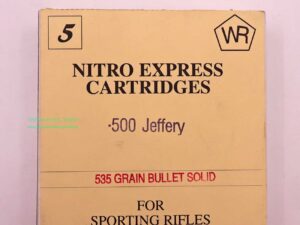 5
WR
NITRO EXPRESS
CARTRIDGES
.500 Jeffery
535 GRAIN BULLET SOLID
FOR
SPORTING RIFLES